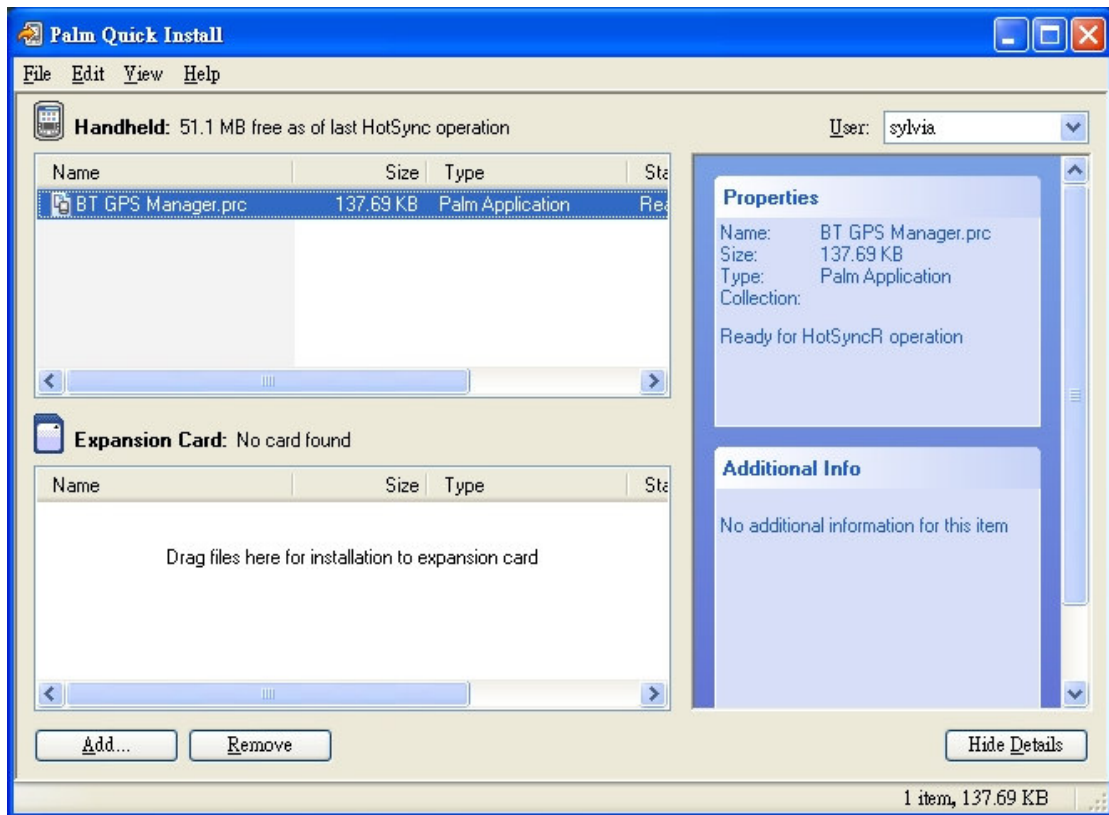 Palm Quick Install
File Edit View Help
Handheld: 51.1 MB free as of last HotSync operation
User: sylvia
Name Size Type Sta
BT GPS Manager.prc 137.69 KB Palm Application Rea
Properties
Name: BT GPS Manager.prc
Size: 137.69 KB
Type: Palm Application
Collection:
Ready for HotSyncR operation
Expansion Card: No card found
Name Size Type Sta
Drag files here for installation to expansion card
Additional Info
No additional information for this item
Add... Remove Hide Details
1 item, 137.69 KB